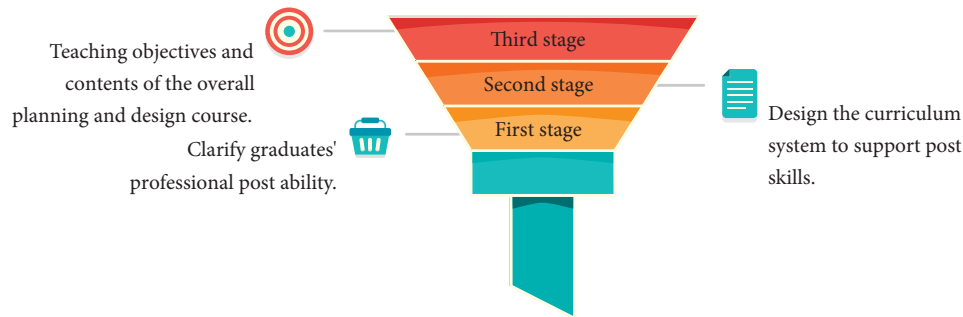 Teaching objectives and
contents of the overall
planning and design course.
Third stage
Second stage
Design the curriculum
system to support post
skills.
First stage
Clarify graduates'
professional post ability.